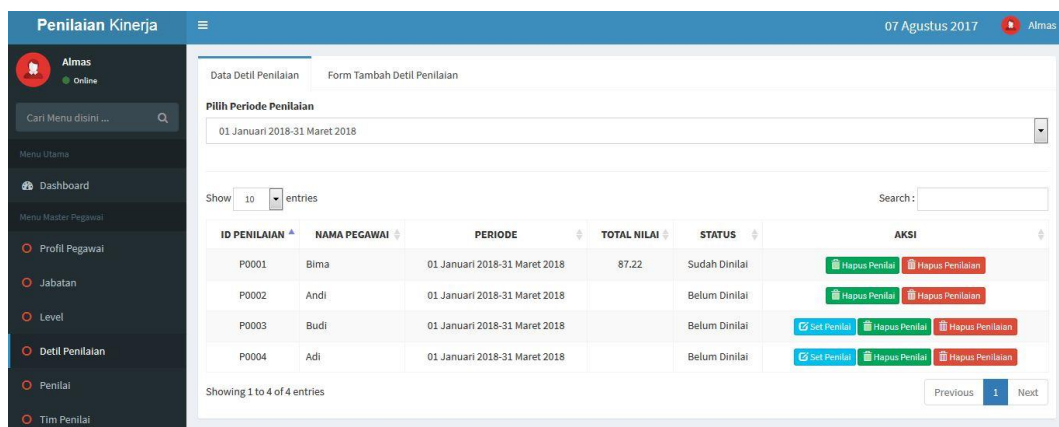 Penilaian Kinerja
07 Agustus 2017
Almas
Almas
Online
Cari Menu disini ...
Menu Utama
Dashboard
Menu Master Pegawai
Profil Pegawai
Jabatan
Level
Detil Penilaian
Penilai
Tim Penilai
Data Detil Penilaian
Form Tambah Detil Penilaian
Pilih Periode Penilaian
01 Januari 2018-31 Maret 2018
Show 10 entries
Search :
ID PENILAIAN NAMA PEGAWAI PERIODE TOTAL NILAI STATUS AKSI
P0001 Bima 01 Januari 2018-31 Maret 2018 87.22 Sudah Dinilai Hapus Penilai Hapus Penilaian
P0002 Andi 01 Januari 2018-31 Maret 2018 Belum Dinilai Hapus Penilai Hapus Penilaian
P0003 Budi 01 Januari 2018-31 Maret 2018 Belum Dinilai Set Penilai Hapus Penilai Hapus Penilaian
P0004 Adi 01 Januari 2018-31 Maret 2018 Belum Dinilai Set Penilai Hapus Penilai Hapus Penilaian
Showing 1 to 4 of 4 entries
Previous 1 Next